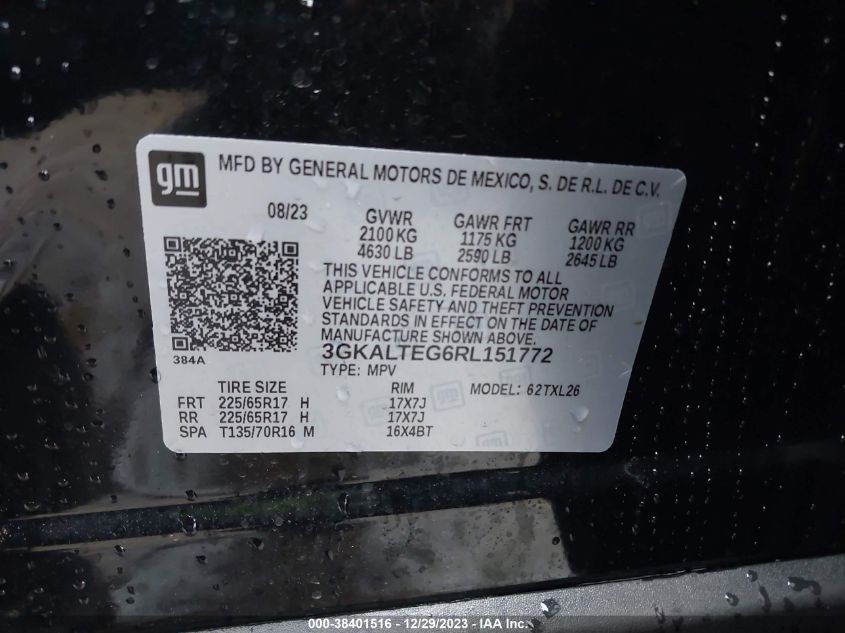 gm
MFD BY GENERAL MOTORS DE MEXICO, S. DE R.L. DE C.V.
08/23 GVWR GAWR FRT GAWR RR
2100 KG 1175 KG 1200 KG
4630 LB 2590 LB 2645 LB
THIS VEHICLE CONFORMS TO ALL
APPLICABLE U.S. FEDERAL MOTOR
VEHICLE SAFETY AND THEFT PREVENTION
STANDARDS IN EFFECT ON THE DATE OF
MANUFACTURE SHOWN ABOVE.
384A
3GKALTEG6RL151772
TYPE: MPV
TIRE SIZE RIM MODEL: 62TXL26
FRT 225/65R17 H 17X7J
RR 225/65R17 H 17X7J
SPA T135/70R16 M 16X4BT
000-38401516 - 12/29/2023 - IAA Inc.